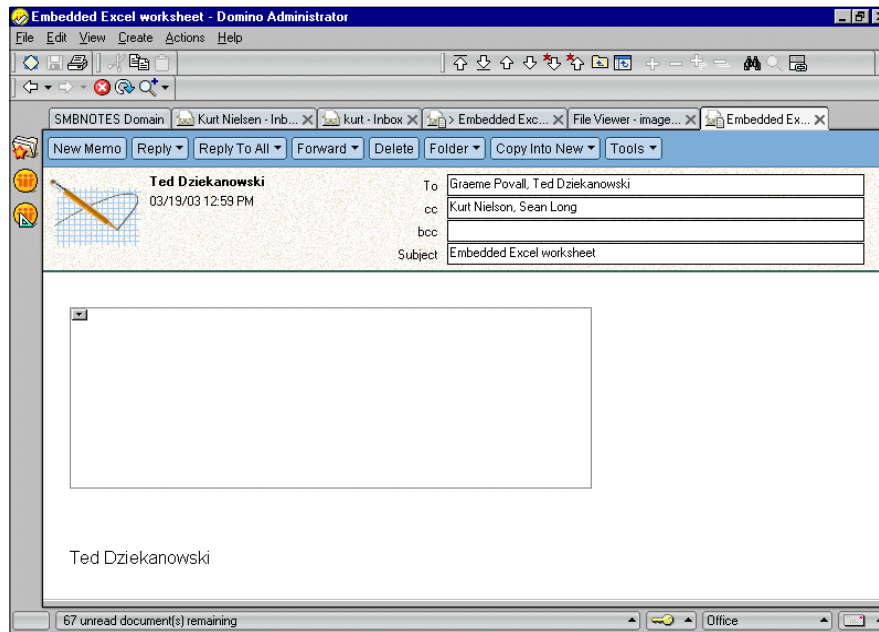 Embedded Excel worksheet - Domino Administrator
File Edit View Create Actions Help
SMBNOTES Domain Kurt Nielsen - Inb... kurt - Inbox > Embedded Exc... File Viewer - image... Embedded Ex...
New Memo Reply Reply To All Forward Delete Folder Copy Into New Tools
Ted Dziekanowski
03/19/03 12:59 PM
To Graeme Povall, Ted Dziekanowski
cc Kurt Nielson, Sean Long
bcc
Subject Embedded Excel worksheet
Ted Dziekanowski
67 unread document(s) remaining Office